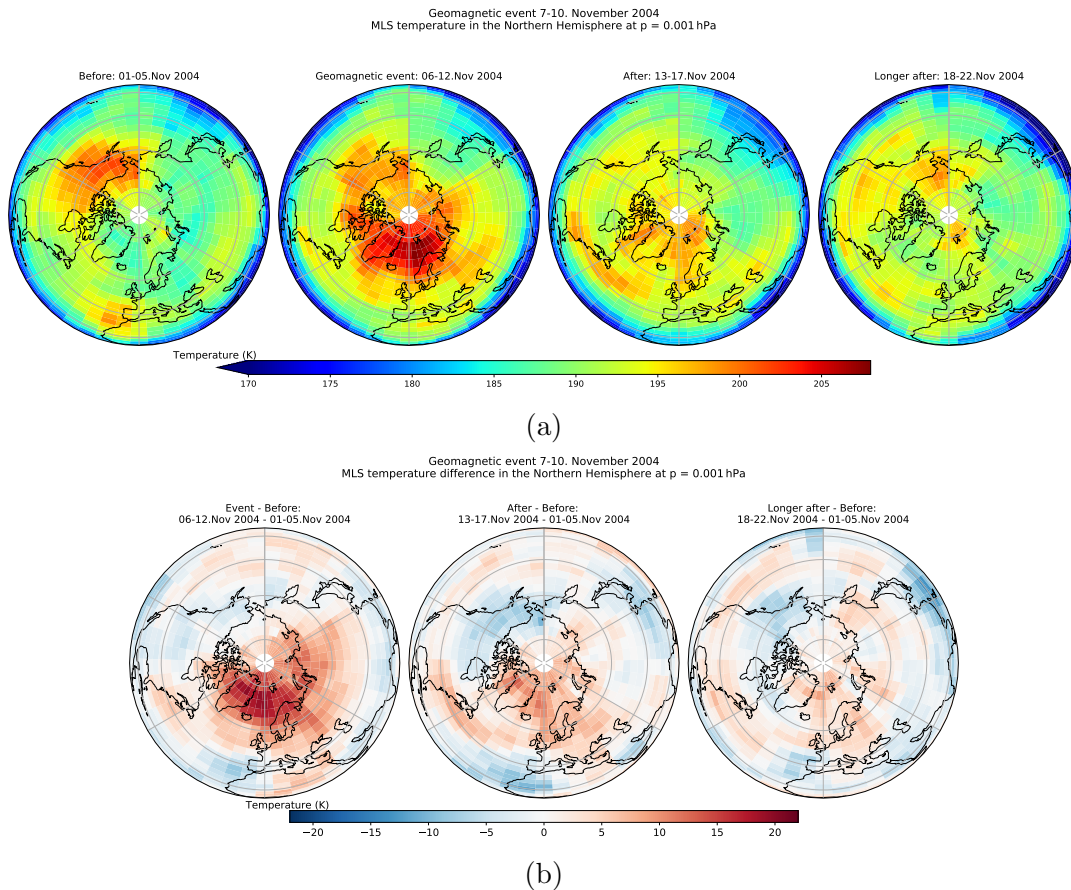 Geomagnetic event 7-10. November 2004
MLS temperature in the Northern Hemisphere at p = 0.001 hPa
Before: 01-05.Nov 2004
Geomagnetic event: 06-12.Nov 2004
After: 13-17.Nov 2004
Longer after: 18-22.Nov 2004
Temperature (K)
170 175 180 185 190 195 200 205
(a)
Geomagnetic event 7-10. November 2004
MLS temperature difference in the Northern Hemisphere at p = 0.001 hPa
Event - Before:
06-12.Nov 2004 - 01-05.Nov 2004
After - Before:
13-17.Nov 2004 - 01-05.Nov 2004
Longer after - Before:
18-22.Nov 2004 - 01-05.Nov 2004
Temperature (K)
−20 −15 −10 −5 0 5 10 15 20
(b)